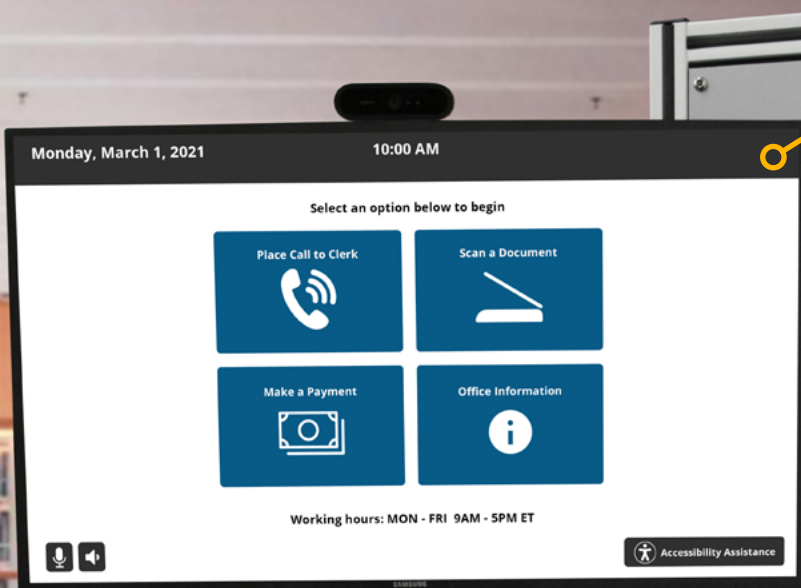 Monday, March 1, 2021
10:00 AM
Select an option below to begin
Place Call to Clerk
Scan a Document
Make a Payment
Office Information
Working hours: MON - FRI 9AM - 5PM ET
Accessibility Assistance
SAMSUNG